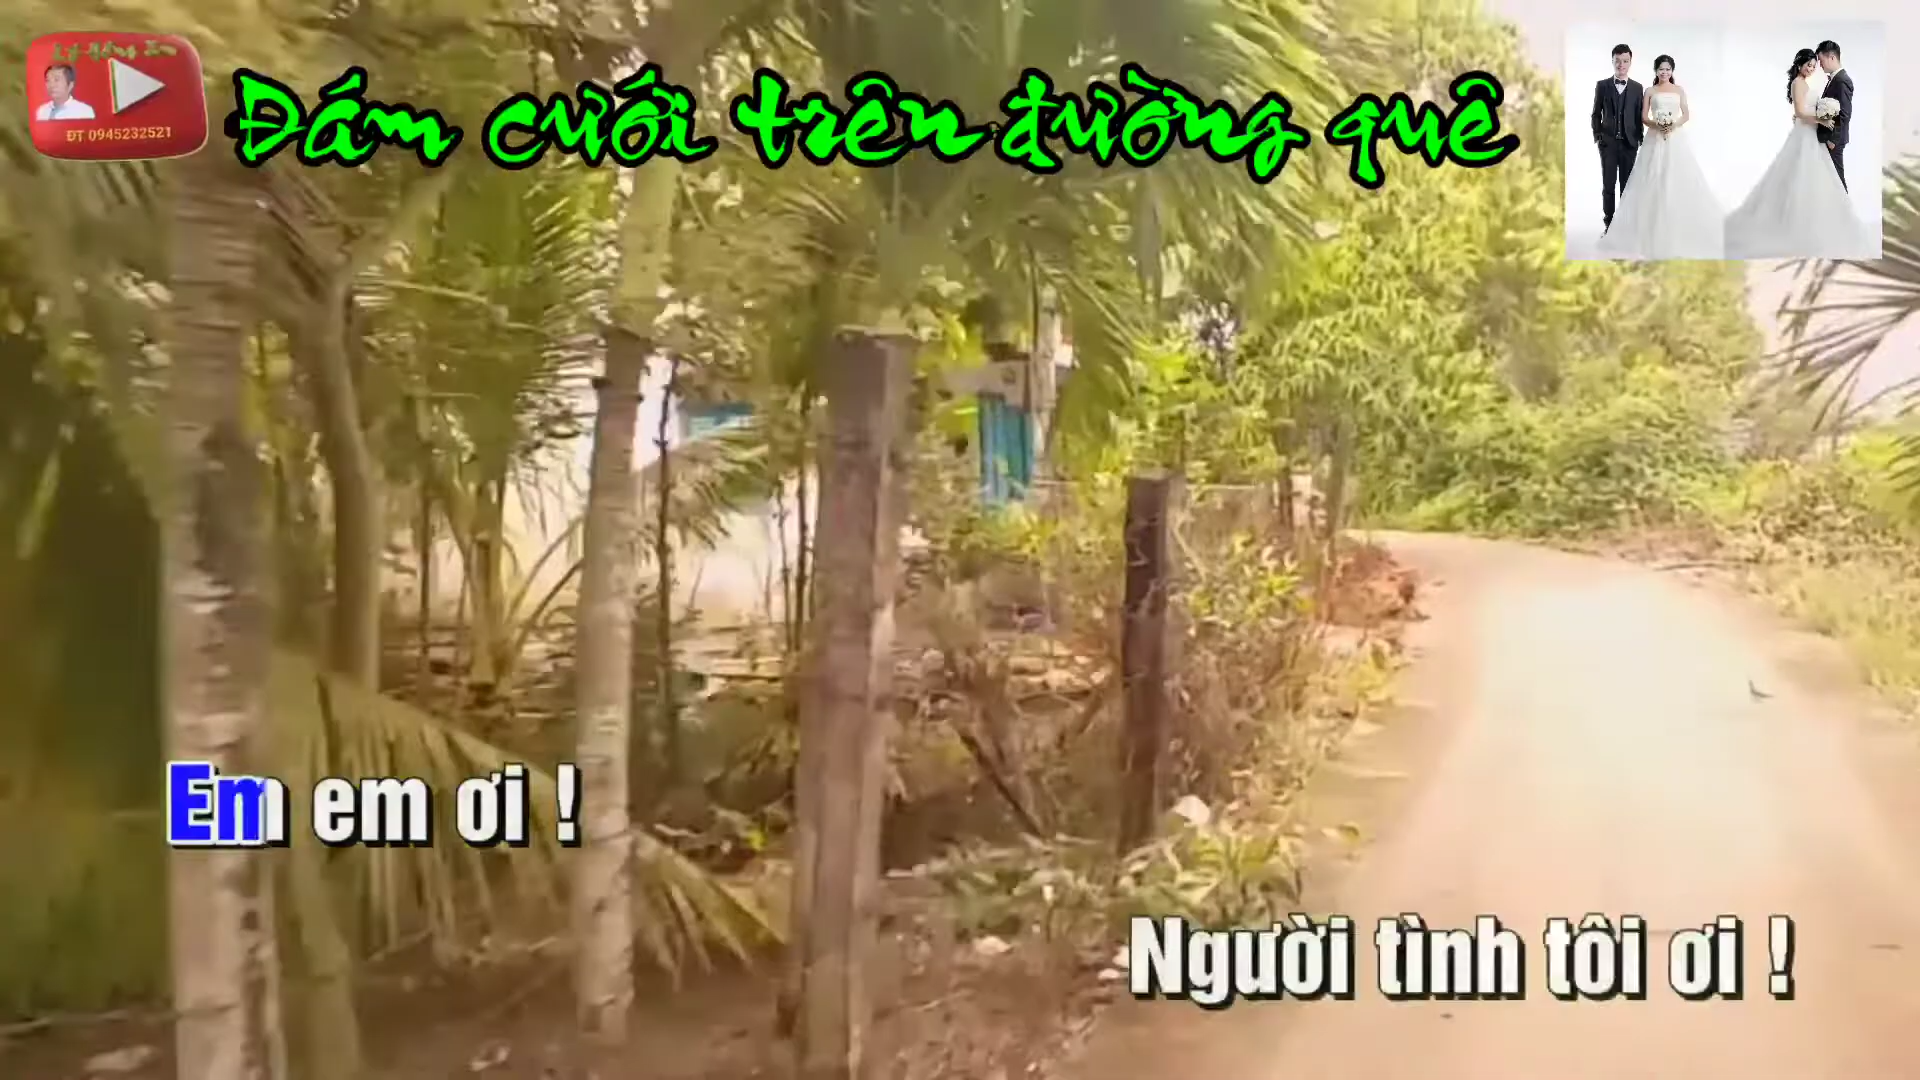 Đám cưới trên đường quê
ĐT 0945232521
Em em ơi !
Người tình tôi ơi !